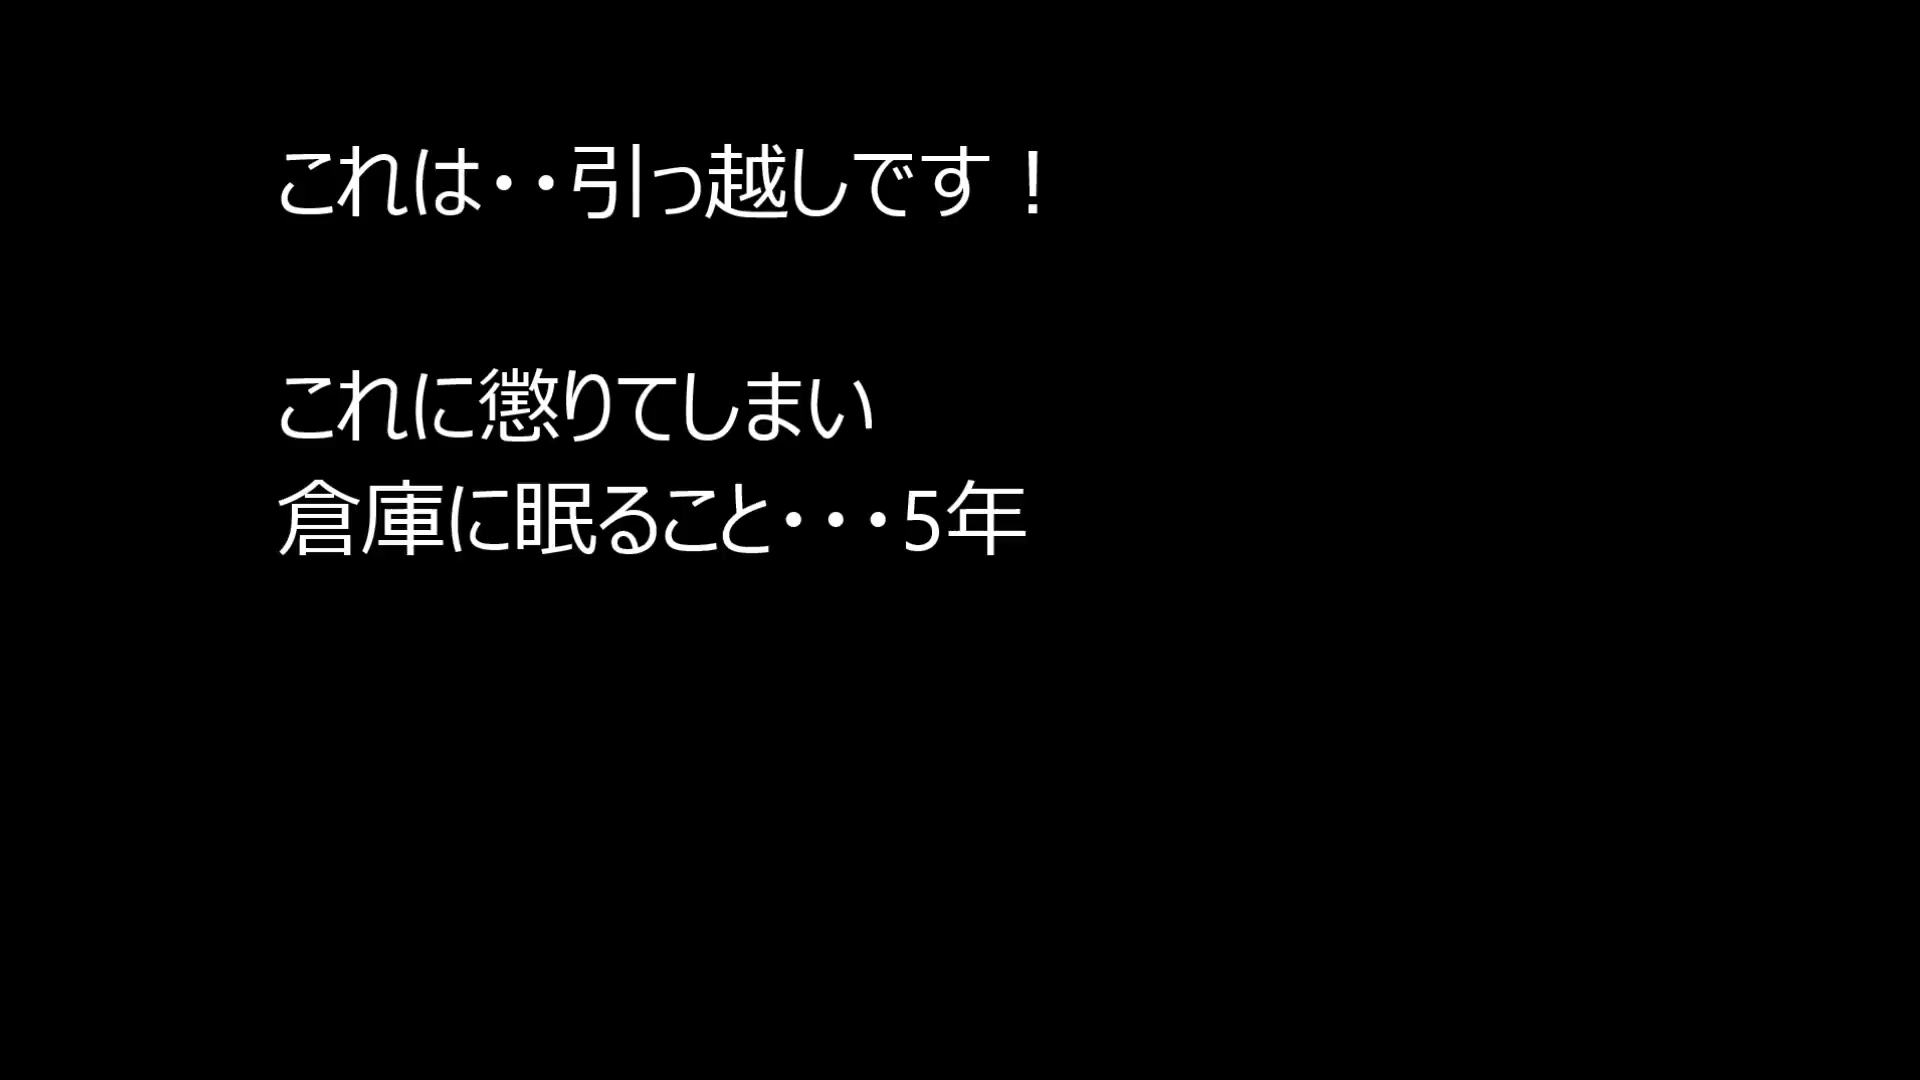 これは・・引っ越しです！
これに懲りてしまい
倉庫に眠ること・・・5年